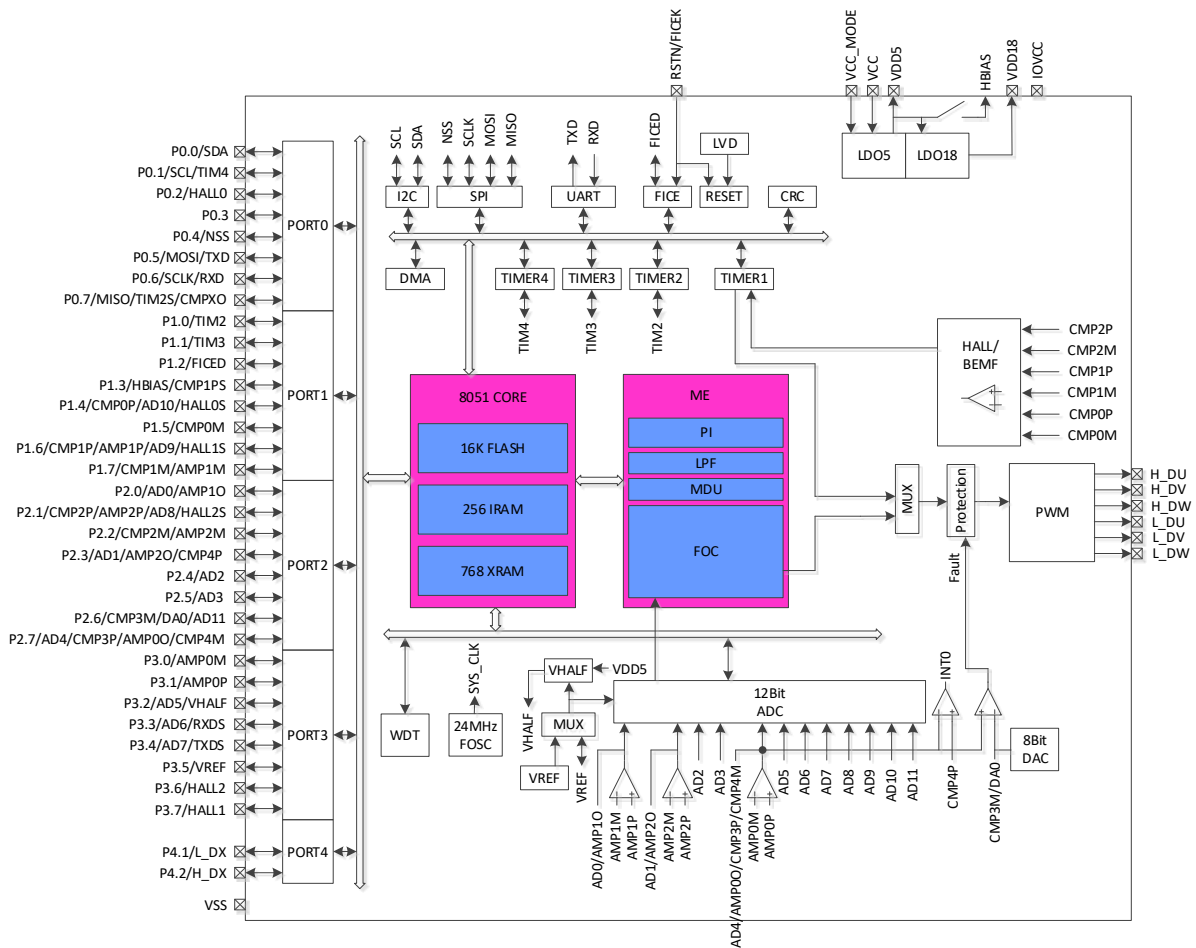 RSTN/FICEK
VCC_MODE
VCC
VDD5
HBIAS
VDD18
IOVCC
LDO5
LDO18
P0.0/SDA
P0.1/SCL/TIM4
P0.2/HALL0
P0.3
P0.4/NSS
P0.5/MOSI/TXD
P0.6/SCLK/RXD
P0.7/MISO/TIM2S/CMPXO
PORT0
P1.0/TIM2
P1.1/TIM3
P1.2/FICED
P1.3/HBIAS/CMP1PS
P1.4/CMP0P/AD10/HALL0S
P1.5/CMP0M
P1.6/CMP1P/AMP1P/AD9/HALL1S
P1.7/CMP1M/AMP1M
PORT1
P2.0/AD0/AMP1O
P2.1/CMP2P/AMP2P/AD8/HALL2S
P2.2/CMP2M/AMP2M
P2.3/AD1/AMP2O/CMP4P
P2.4/AD2
P2.5/AD3
P2.6/CMP3M/DA0/AD11
P2.7/AD4/CMP3P/AMP0O/CMP4M
PORT2
P3.0/AMP0M
P3.1/AMP0P
P3.2/AD5/VHALF
P3.3/AD6/RXDS
P3.4/AD7/TXDS
P3.5/VREF
P3.6/HALL2
P3.7/HALL1
PORT3
P4.1/L_DX
P4.2/H_DX
PORT4
VSS
SCL
SDA
NSS
SCLK
MOSI
MISO
TXD
RXD
FICED
LVD
I2C
SPI
UART
FICE
RESET
CRC
DMA
TIMER4
TIMER3
TIMER2
TIMER1
TIM4
TIM3
TIM2
HALL/
BEMF
CMP2P
CMP2M
CMP1P
CMP1M
CMP0P
CMP0M
8051 CORE
16K FLASH
256 IRAM
768 XRAM
ME
PI
LPF
MDU
FOC
MUX
Protection
Fault
PWM
H_DU
H_DV
H_DW
L_DU
L_DV
L_DW
WDT
SYS_CLK
24MHz
FOSC
VHALF
VDD5
VHALF
MUX
VREF
VREF
12Bit
ADC
INT0
8Bit
DAC
AD0/AMP1O
AMP1M
AMP1P
AD1/AMP2O
AMP2M
AMP2P
AD2
AD3
AD4/AMP0O/CMP3P/CMP4M
AMP0M
AMP0P
AD5
AD6
AD7
AD8
AD9
AD10
AD11
CMP4P
CMP3M/DA0